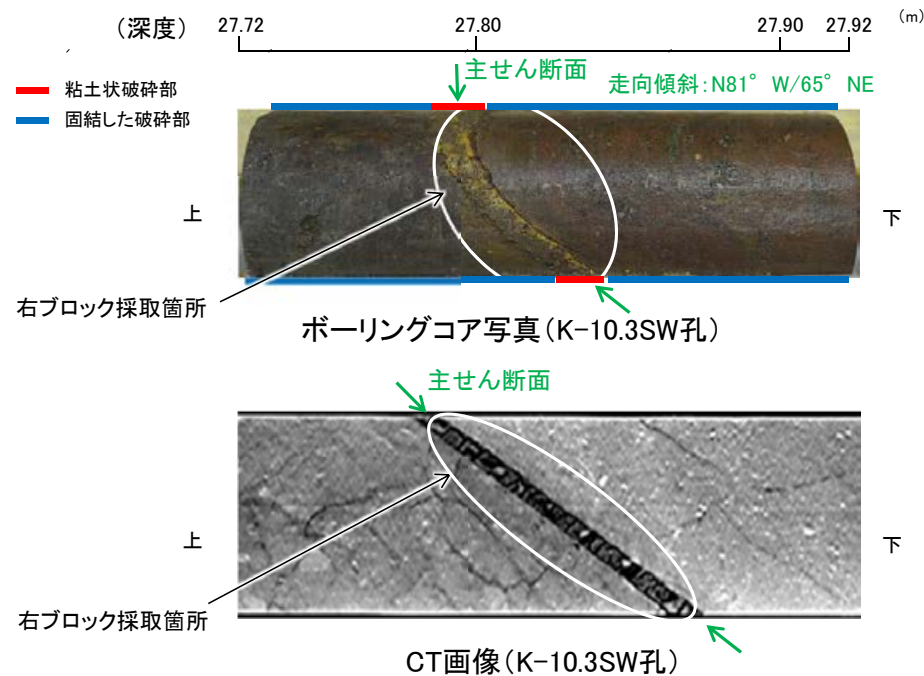 （深度） 27.72 27.80 27.90 27.92 (m)
主せん断面
走向傾斜：N81° W/65° NE
粘土状破砕部
固結した破砕部
上
下
右ブロック採取箇所
ボーリングコア写真（K-10.3SW孔）
主せん断面
上
下
右ブロック採取箇所
CT画像（K-10.3SW孔）